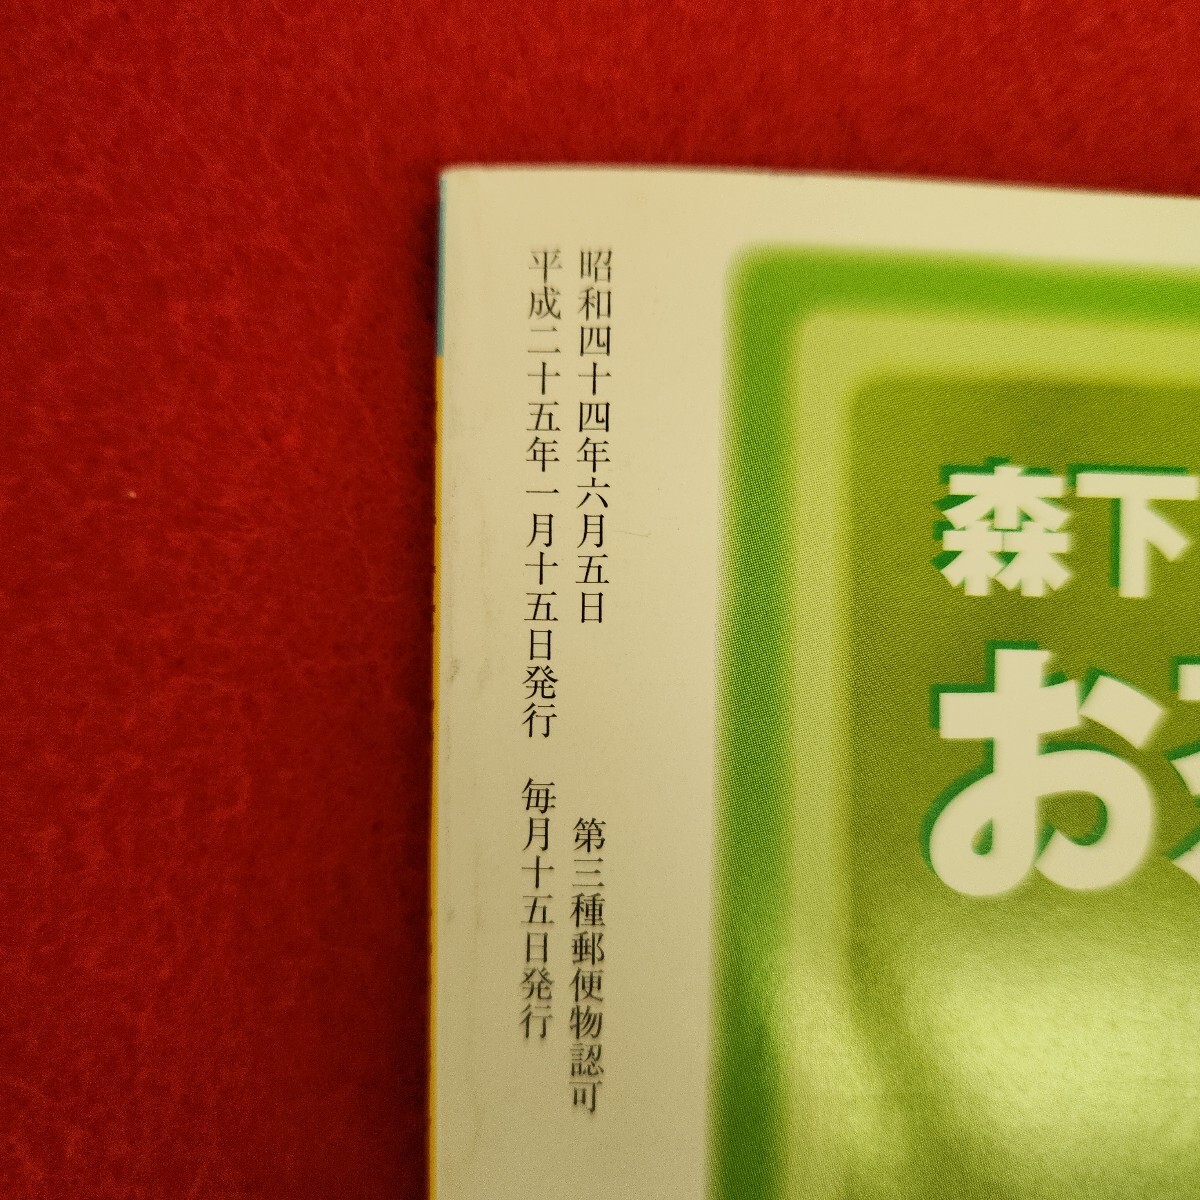 昭和四十四年六月五日　第三種郵便物認可
平成二十五年一月十五日発行　毎月十五日発行
森下
お